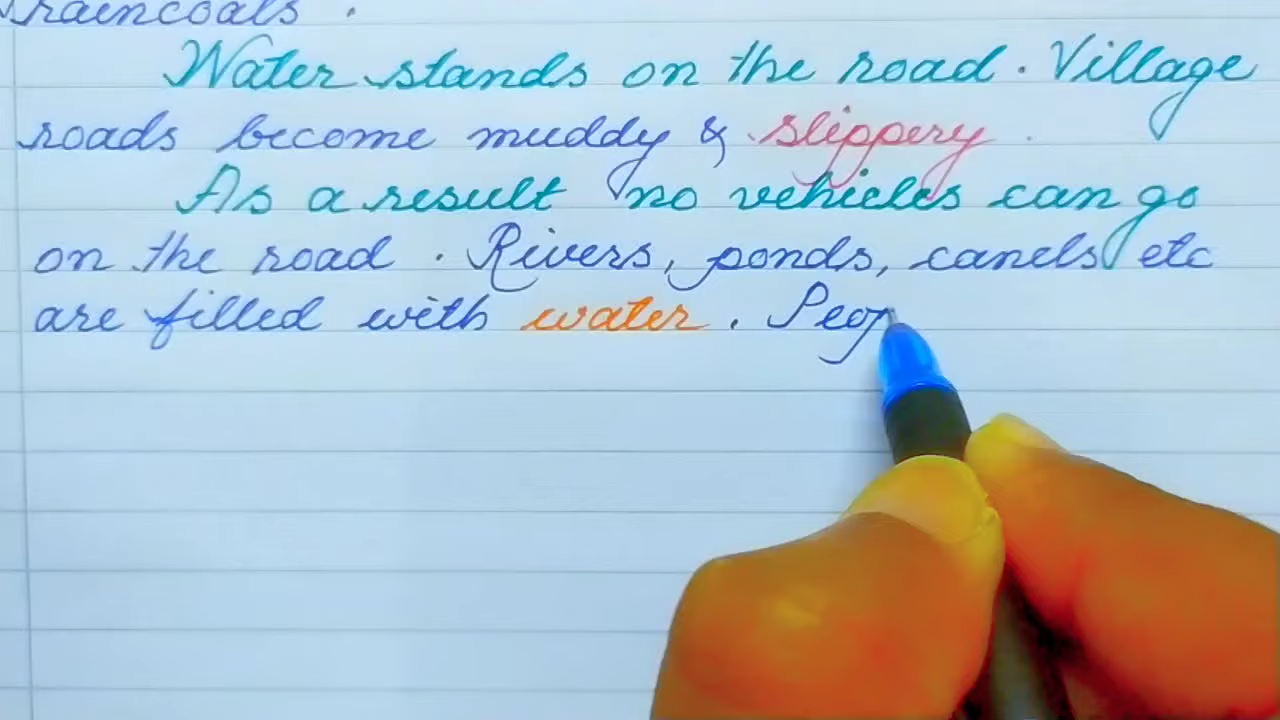 raincoats .
Water stands on the road . Village
roads become muddy & slippery .
As a result no vehicles can go
on the road . Rivers, ponds, canels etc
are filled with water . Peop